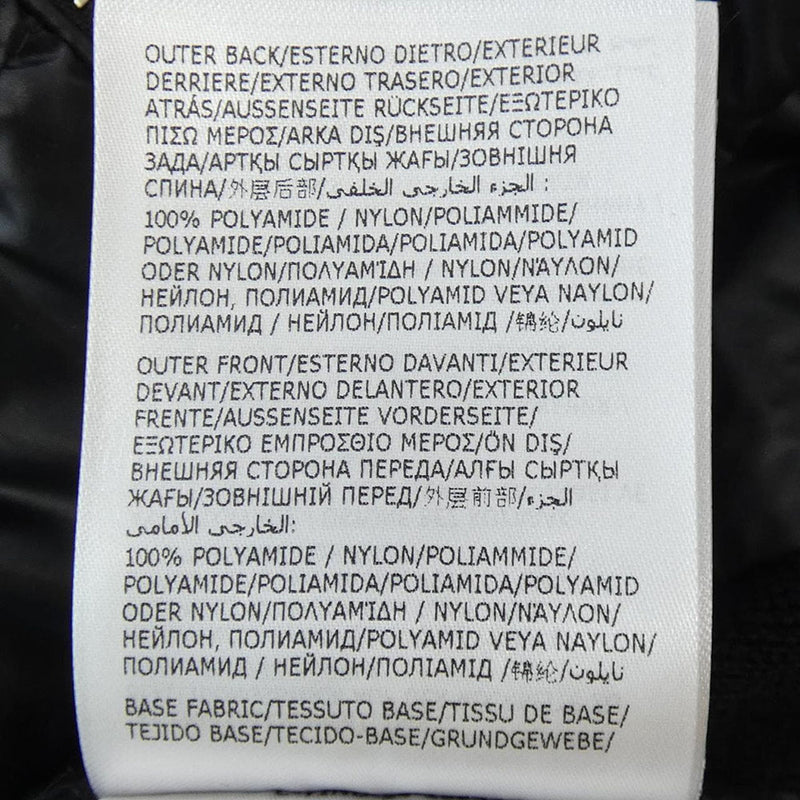 OUTER BACK/ESTERNO DIETRO/EXTERIEUR
DERRIERE/EXTERNO TRASERO/EXTERIOR
ATRÁS/AUSSENSEITE RÜCKSEITE/ΕΞΩΤΕΡΙΚΟ
ΠΙΣΩ ΜΕΡΟΣ/ARKA DIŞ/ВНЕШНЯЯ СТОРОНА
ЗАДА/АРТҚЫ СЫРТҚЫ ЖАҒЫ/ЗОВНІШНЯ
СПИНА/外层后部/الجزء الخارجي الخلفي :
100% POLYAMIDE / NYLON/POLIAMMIDE/
POLYAMIDE/POLIAMIDA/POLIAMIDA/POLYAMID
ODER NYLON/ΠΟΛΥΑΜΊΔΗ / NYLON/ΝΆΥΛΟΝ/
НЕЙЛОН, ПОЛИАМИД/POLYAMID VEYA NAYLON/
ПОЛИАМИД / НЕЙЛОН/ПОЛІАМІД /锦纶/نايلون
OUTER FRONT/ESTERNO DAVANTI/EXTERIEUR
DEVANT/EXTERNO DELANTERO/EXTERIOR
FRENTE/AUSSENSEITE VORDERSEITE/
ΕΞΩΤΕΡΙΚΟ ΕΜΠΡΟΣΘΙΟ ΜΕΡΟΣ/ÖN DIŞ/
ВНЕШНЯЯ СТОРОНА ПЕРЕДА/АЛҒЫ СЫРТҚЫ
ЖАҒЫ/ЗОВНІШНІЙ ПЕРЕД/外层前部/الجزء
الخارجي الأمامي:
100% POLYAMIDE / NYLON/POLIAMMIDE/
POLYAMIDE/POLIAMIDA/POLIAMIDA/POLYAMID
ODER NYLON/ΠΟΛΥΑΜΊΔΗ / NYLON/ΝΆΥΛΟΝ/
НЕЙЛОН, ПОЛИАМИД/POLYAMID VEYA NAYLON/
ПОЛИАМИД / НЕЙЛОН/ПОЛІАМІД /锦纶/نايلون
BASE FABRIC/TESSUTO BASE/TISSU DE BASE/
TEJIDO BASE/TECIDO-BASE/GRUNDGEWEBE/